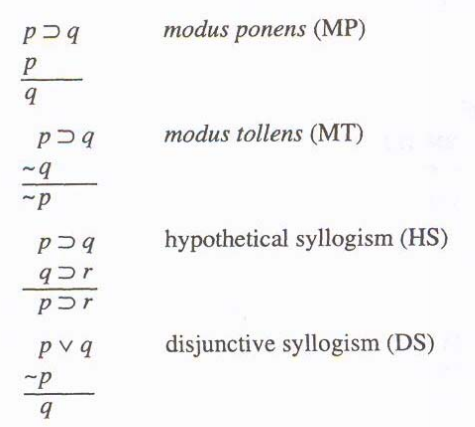 p ⊃ q modus ponens (MP)
p
q
p ⊃ q modus tollens (MT)
~q
~p
p ⊃ q hypothetical syllogism (HS)
q ⊃ r
p ⊃ r
p ∨ q disjunctive syllogism (DS)
~p
q